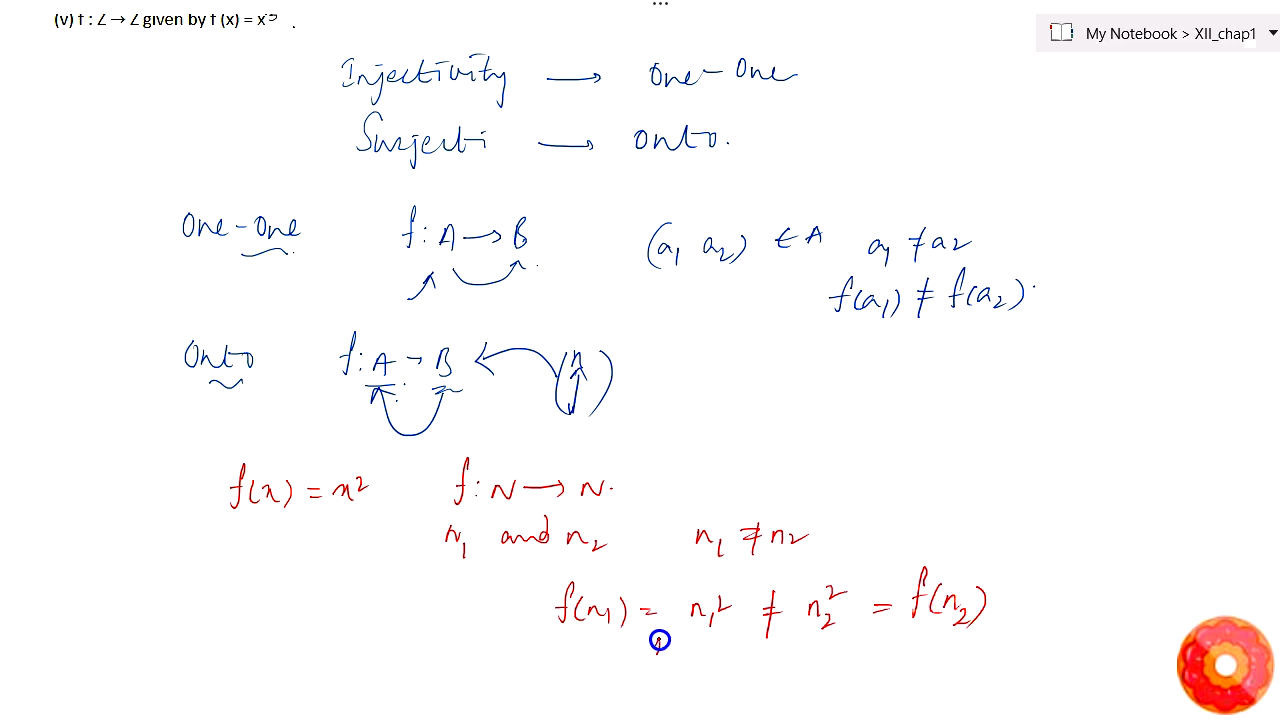 (v) f : Z → Z given by f (x) = x³ .
My Notebook > XII_chap1
Injectivity → One-One
Surjecti → Onto.
One-One f: A → B (a₁ a₂) ∈ A a₁ ≠ a₂
f(a₁) ≠ f(a₂).
Onto f: A → B
f(x) = x² f: N → N.
n₁ and n₂ n₁ ≠ n₂
f(n₁) = n₁² ≠ n₂² = f(n₂)